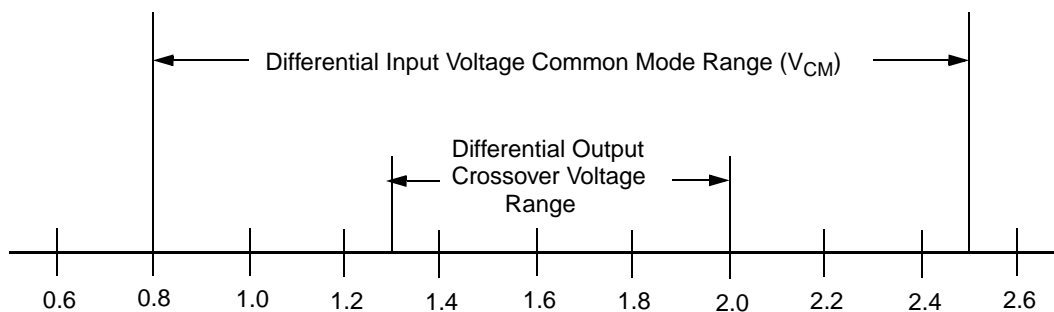 Differential Input Voltage Common Mode Range (VCM)
Differential Output
Crossover Voltage
Range
0.6 0.8 1.0 1.2 1.4 1.6 1.8 2.0 2.2 2.4 2.6